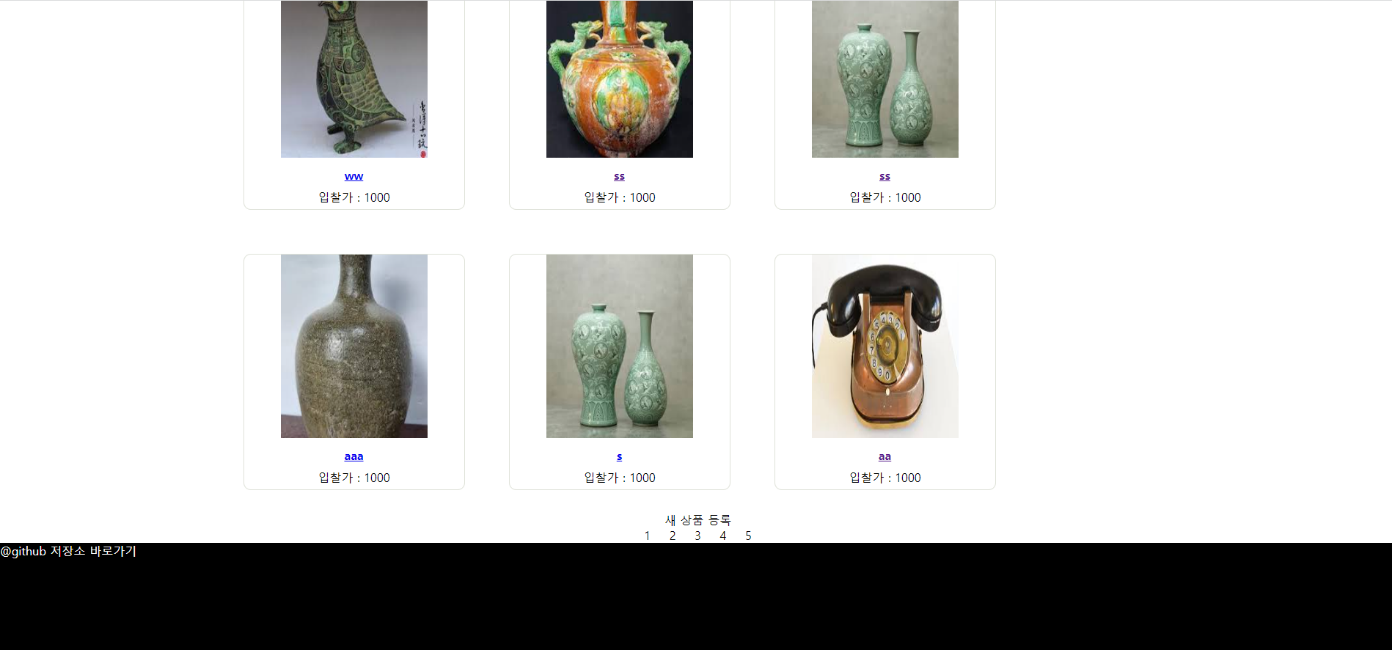 ww
ss
ss
입찰가 : 1000
입찰가 : 1000
입찰가 : 1000
aaa
s
aa
입찰가 : 1000
입찰가 : 1000
입찰가 : 1000
새 상품 등록
1 2 3 4 5
@github 저장소 바로가기